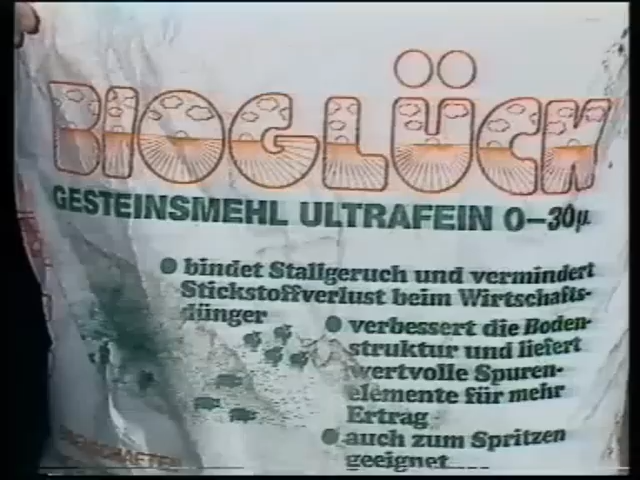 BIOGLÜCK
GESTEINSMEHL ULTRAFEIN 0–30µ
● bindet Stallgeruch und vermindert
Stickstoffverlust beim Wirtschafts-
dünger
● verbessert die Boden-
struktur und liefert
wertvolle Spuren-
elemente für mehr
Ertrag
● auch zum Spritzen
geeignet